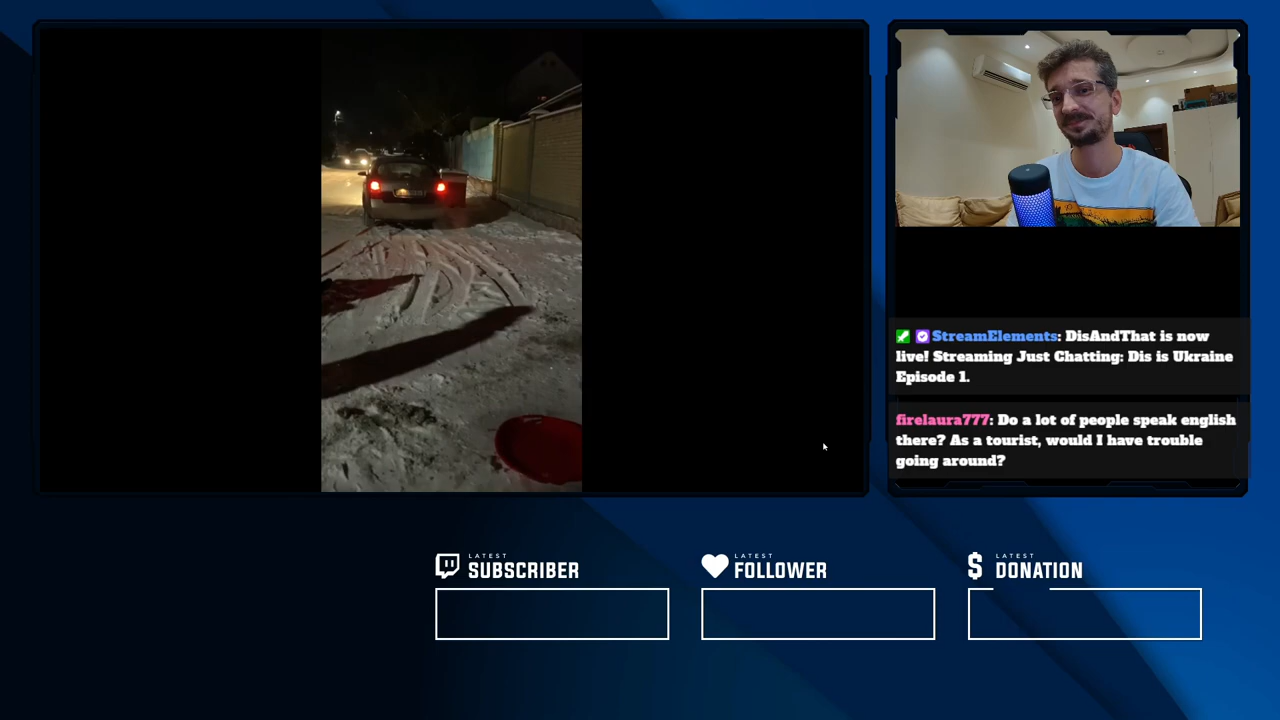 StreamElements: DisAndThat is now
live! Streaming Just Chatting: Dis is Ukraine
Episode 1.
firelaura777: Do a lot of people speak english
there? As a tourist, would I have trouble
going around?
LATEST
SUBSCRIBER
LATEST
FOLLOWER
$ LATEST
DONATION